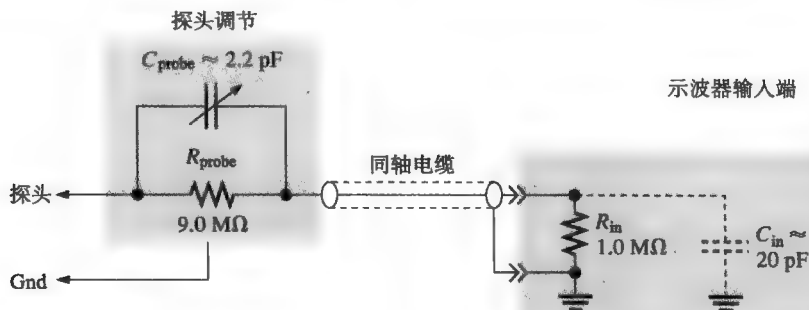 探头调节
C_probe ≈ 2.2 pF
示波器输入端
R_probe
同轴电缆
探头
9.0 MΩ
R_in
1.0 MΩ
C_in ≈
20 pF
Gnd